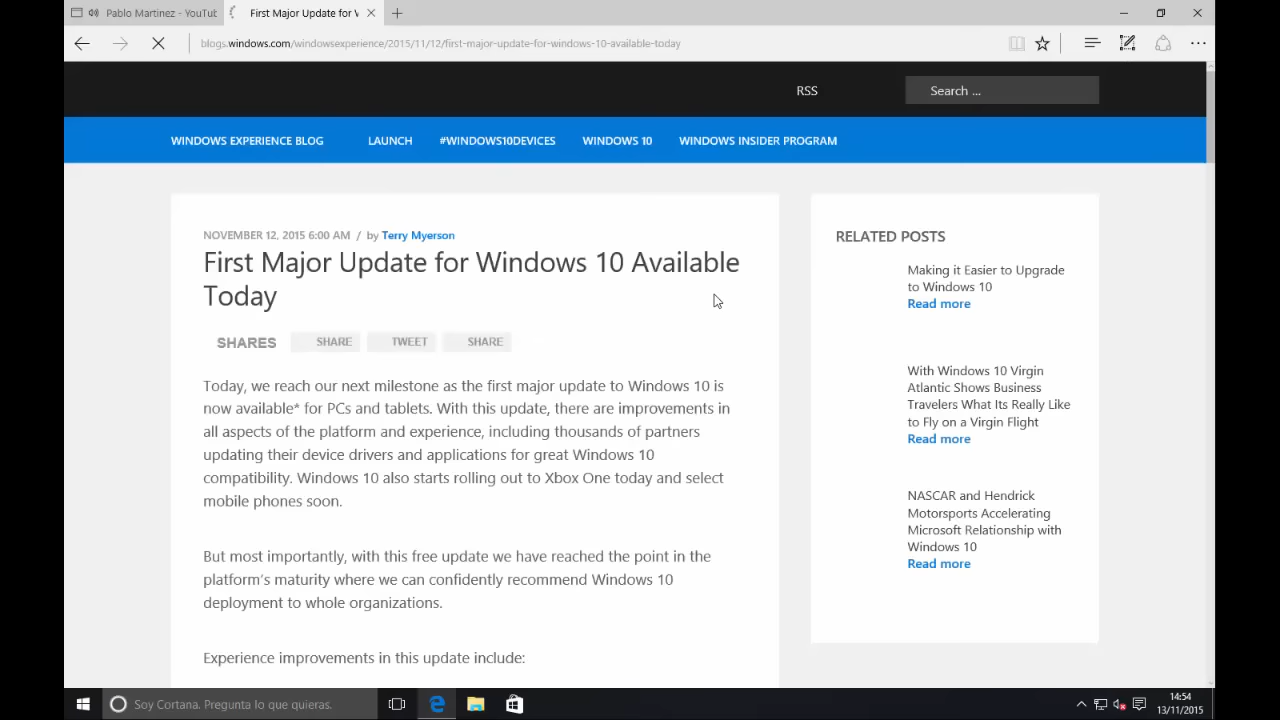 Pablo Martinez - YouTut
First Major Update for V
blogs.windows.com/windowsexperience/2015/11/12/first-major-update-for-windows-10-available-today
RSS
Search ...
WINDOWS EXPERIENCE BLOG LAUNCH #WINDOWS10DEVICES WINDOWS 10 WINDOWS INSIDER PROGRAM
NOVEMBER 12, 2015 6:00 AM / by Terry Myerson
First Major Update for Windows 10 Available
Today
SHARES SHARE TWEET SHARE
Today, we reach our next milestone as the first major update to Windows 10 is
now available* for PCs and tablets. With this update, there are improvements in
all aspects of the platform and experience, including thousands of partners
updating their device drivers and applications for great Windows 10
compatibility. Windows 10 also starts rolling out to Xbox One today and select
mobile phones soon.
But most importantly, with this free update we have reached the point in the
platform's maturity where we can confidently recommend Windows 10
deployment to whole organizations.
Experience improvements in this update include:
RELATED POSTS
Making it Easier to Upgrade
to Windows 10
Read more
With Windows 10 Virgin
Atlantic Shows Business
Travelers What Its Really Like
to Fly on a Virgin Flight
Read more
NASCAR and Hendrick
Motorsports Accelerating
Microsoft Relationship with
Windows 10
Read more
Soy Cortana. Pregunta lo que quieras.
14:54
13/11/2015